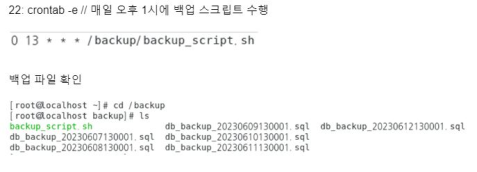 22: crontab -e // 매일 오후 1시에 백업 스크립트 수행
0 13 * * * /backup/backup_script.sh
백업 파일 확인
[root@localhost ~]# cd /backup
[root@localhost backup]# ls
backup_script.sh db_backup_20230609130001.sql db_backup_20230612130001.sql
db_backup_20230607130001.sql db_backup_20230610130001.sql
db_backup_20230608130001.sql db_backup_20230611130001.sql